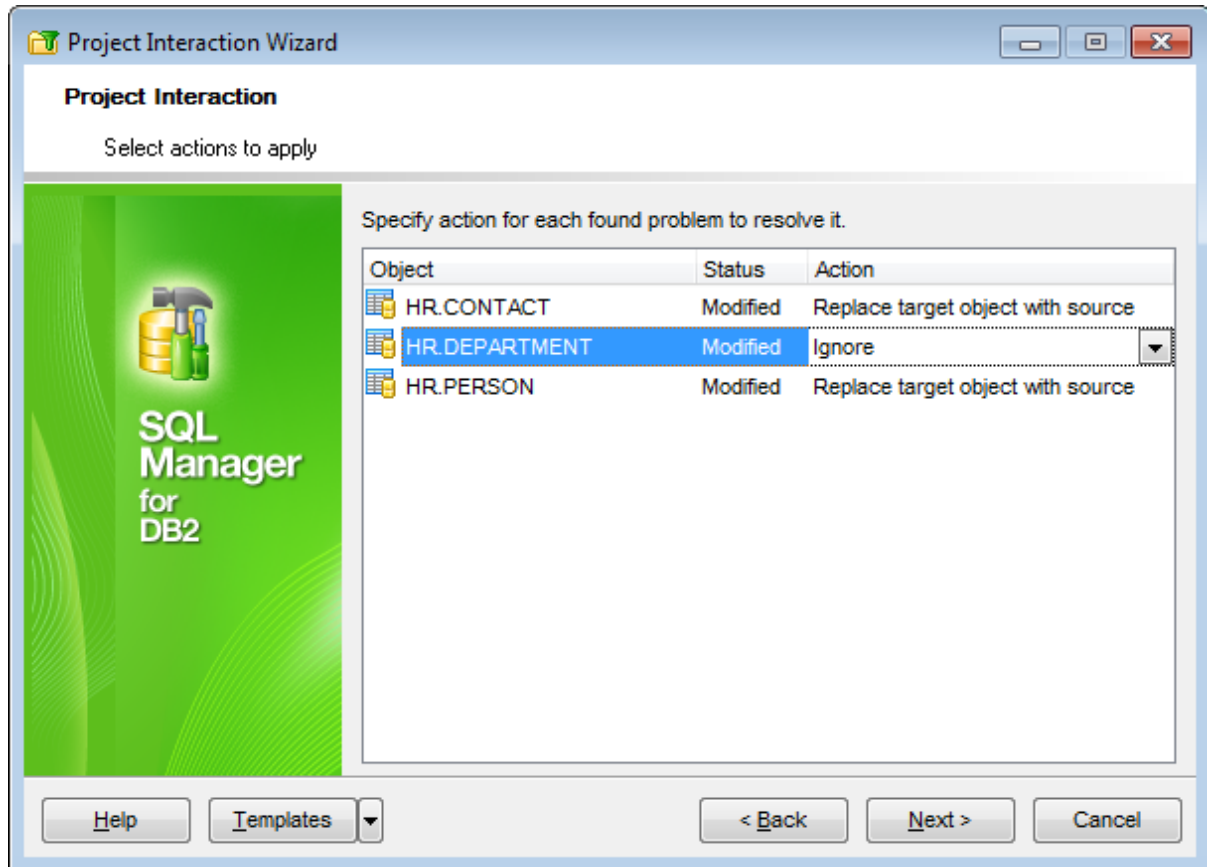 Project Interaction Wizard
Project Interaction
Select actions to apply
SQL
Manager
for
DB2
Specify action for each found problem to resolve it.
Object Status Action
HR.CONTACT Modified Replace target object with source
HR.DEPARTMENT Modified Ignore
HR.PERSON Modified Replace target object with source
Help Templates < Back Next > Cancel